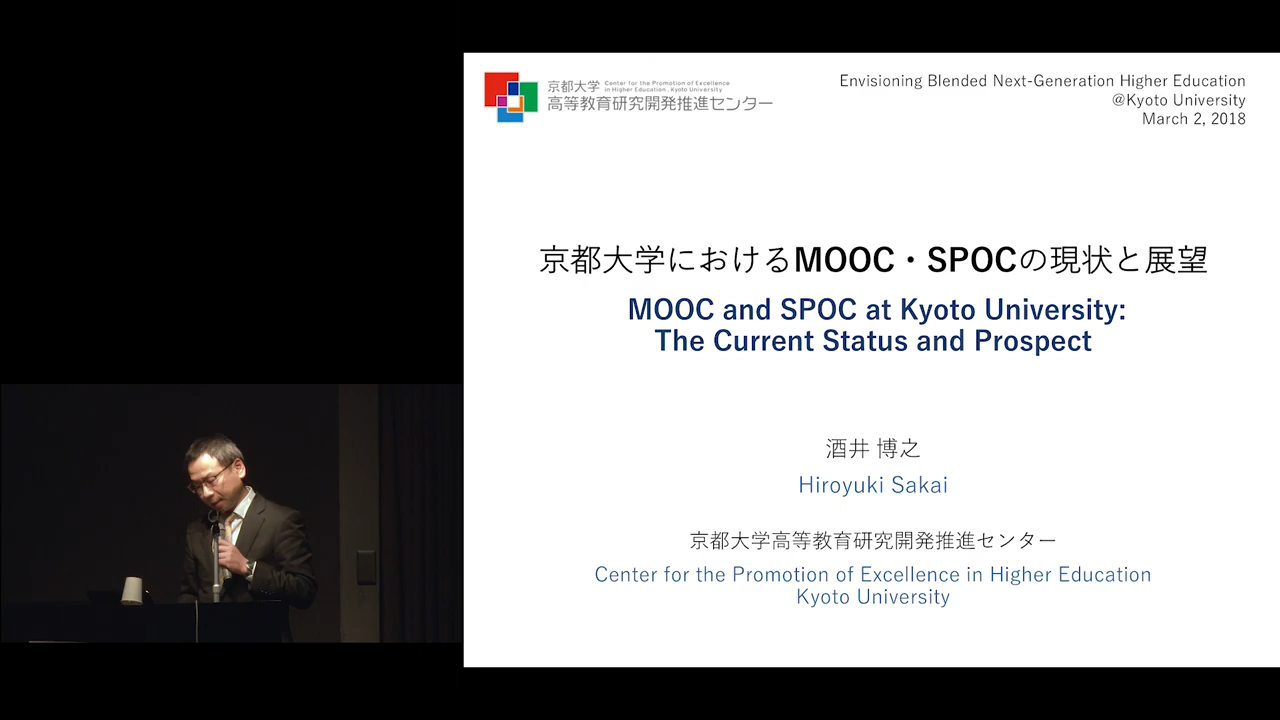 京都大学 Center for the Promotion of Excellence
in Higher Education, Kyoto University
高等教育研究開発推進センター
Envisioning Blended Next-Generation Higher Education
@Kyoto University
March 2, 2018
京都大学におけるMOOC・SPOCの現状と展望
MOOC and SPOC at Kyoto University:
The Current Status and Prospect
酒井 博之
Hiroyuki Sakai
京都大学高等教育研究開発推進センター
Center for the Promotion of Excellence in Higher Education
Kyoto University